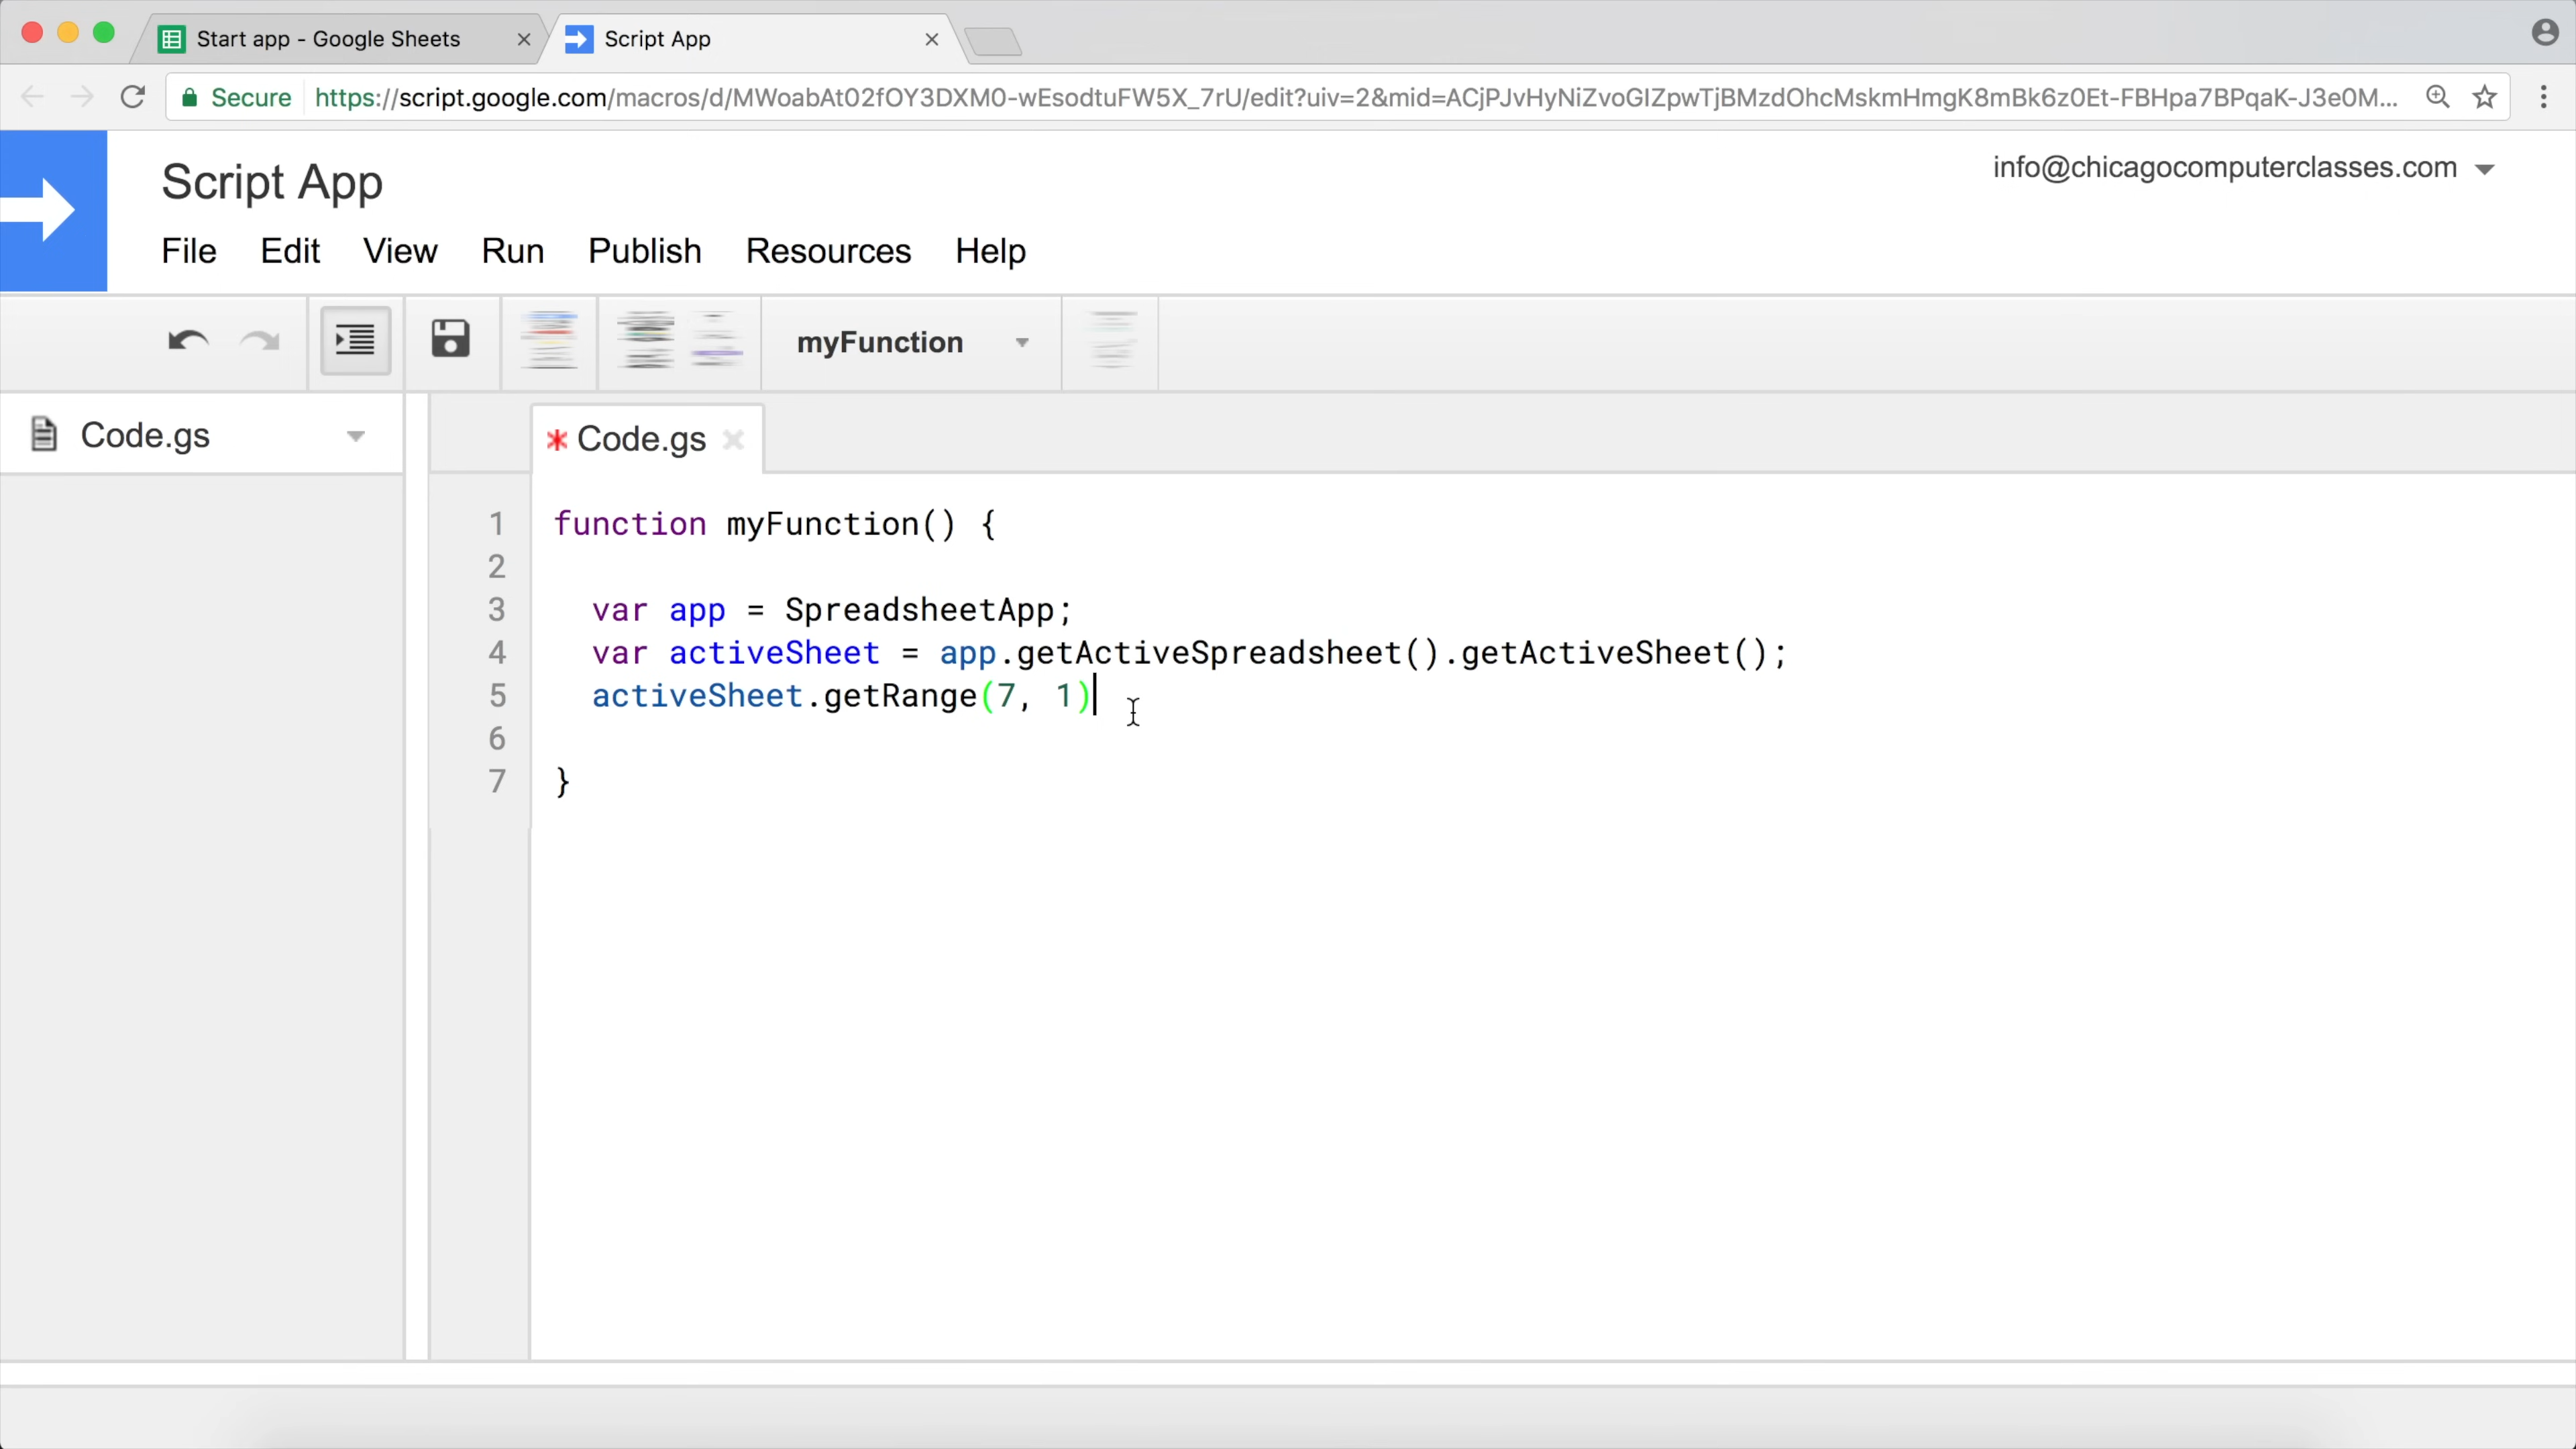 Start app - Google Sheets
Script App
Secure
https://script.google.com/macros/d/MWoabAt02fOY3DXM0-wEsodtuFW5X_7rU/edit?uiv=2&mid=ACjPJvHyNiZvoGIZpwTjBMzdOhcMskmHmgK8mBk6z0Et-FBHpa7BPqaK-J3e0M...
Script App
info@chicagocomputerclasses.com
File Edit View Run Publish Resources Help
myFunction
Code.gs
* Code.gs
1 function myFunction() {
2
3 var app = SpreadsheetApp;
4 var activeSheet = app.getActiveSpreadsheet().getActiveSheet();
5 activeSheet.getRange(7, 1)
6
7 }